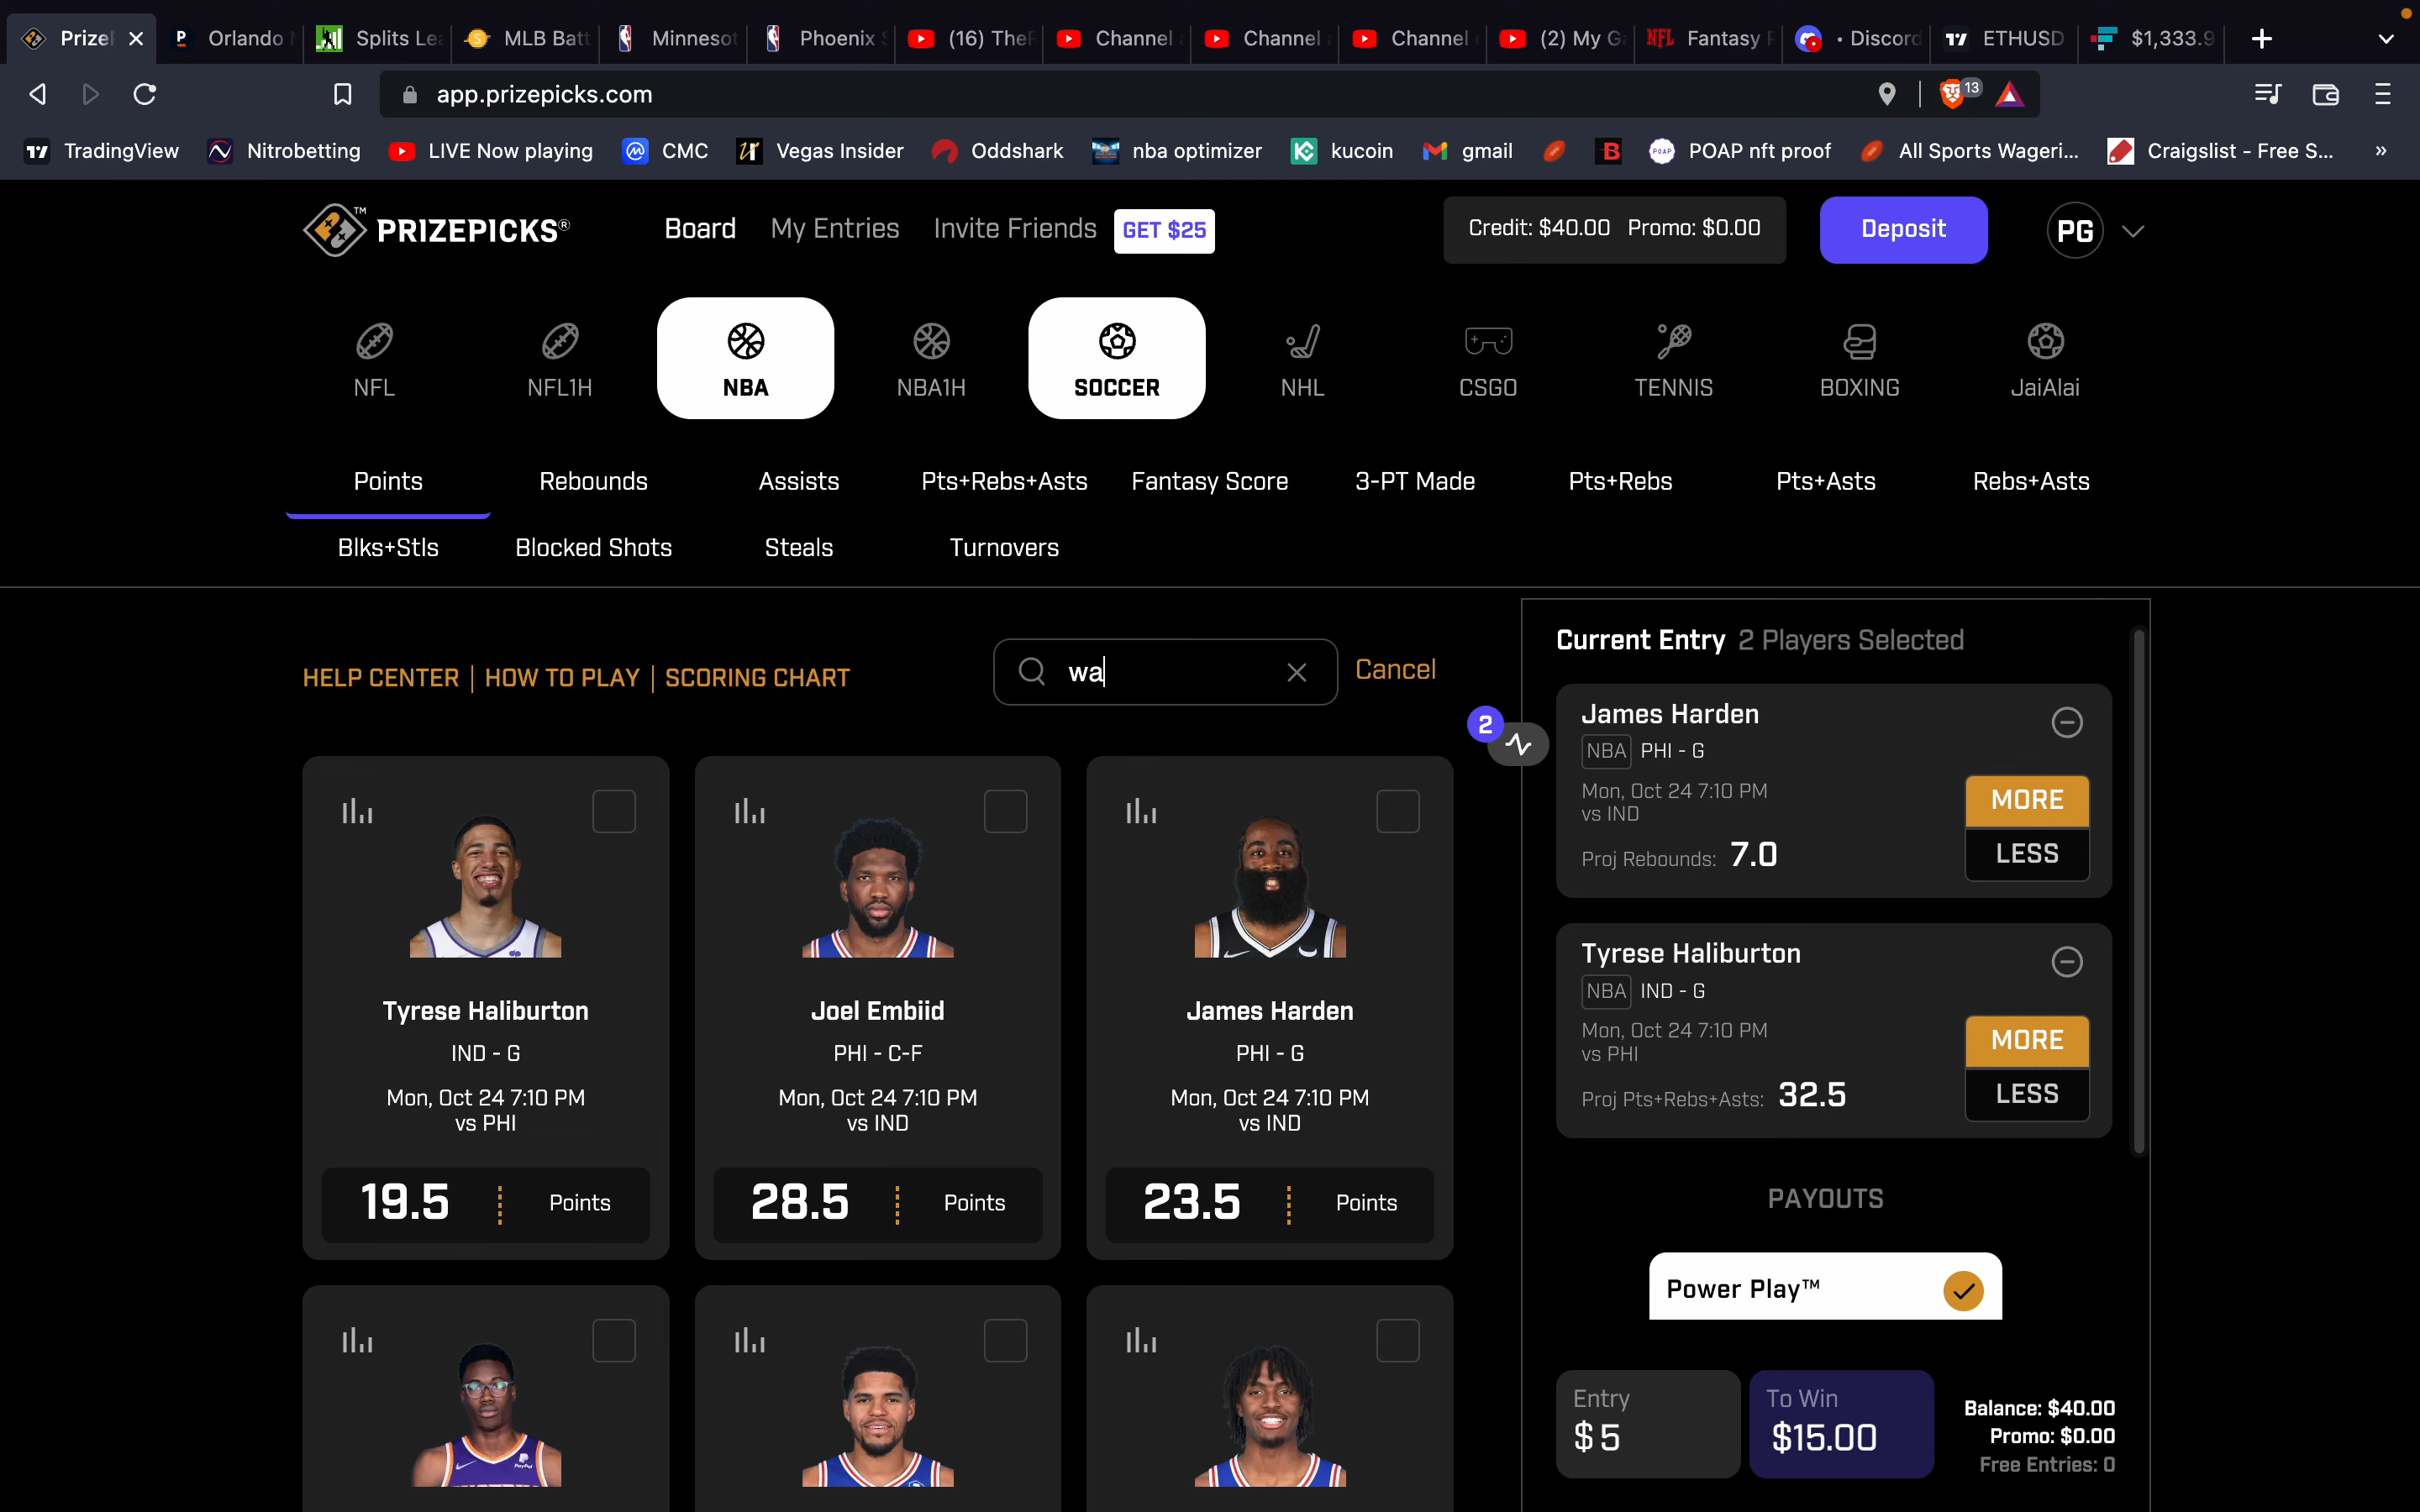 PrizeP
Orlando
Splits Lea
MLB Batt
Minnesot
Phoenix S
(16) TheF
Channel
Channel
Channel
(2) My Ga
NFL Fantasy F
• Discord
ETHUSD
$1,333.9
app.prizepicks.com
13
TradingView
Nitrobetting
LIVE Now playing
CMC
Vegas Insider
Oddshark
nba optimizer
kucoin
gmail
POAP nft proof
All Sports Wageri...
Craigslist - Free S...
»
PRIZEPICKS®
TM
Board
My Entries
Invite Friends
GET $25
Credit: $40.00 Promo: $0.00
Deposit
PG
NFL
NFL1H
NBA
NBA1H
SOCCER
NHL
CSGO
TENNIS
BOXING
JaiAlai
Points
Rebounds
Assists
Pts+Rebs+Asts
Fantasy Score
3-PT Made
Pts+Rebs
Pts+Asts
Rebs+Asts
Blks+Stls
Blocked Shots
Steals
Turnovers
HELP CENTER | HOW TO PLAY | SCORING CHART
wa
Cancel
Tyrese Haliburton
IND - G
Mon, Oct 24 7:10 PM
vs PHI
19.5 Points
Joel Embiid
PHI - C-F
Mon, Oct 24 7:10 PM
vs IND
28.5 Points
James Harden
PHI - G
Mon, Oct 24 7:10 PM
vs IND
23.5 Points
2
Current Entry 2 Players Selected
James Harden
NBA PHI - G
Mon, Oct 24 7:10 PM
vs IND
Proj Rebounds: 7.0
MORE
LESS
Tyrese Haliburton
NBA IND - G
Mon, Oct 24 7:10 PM
vs PHI
Proj Pts+Rebs+Asts: 32.5
MORE
LESS
PAYOUTS
Power Play™
Entry
$ 5
To Win
$15.00
Balance: $40.00
Promo: $0.00
Free Entries: 0